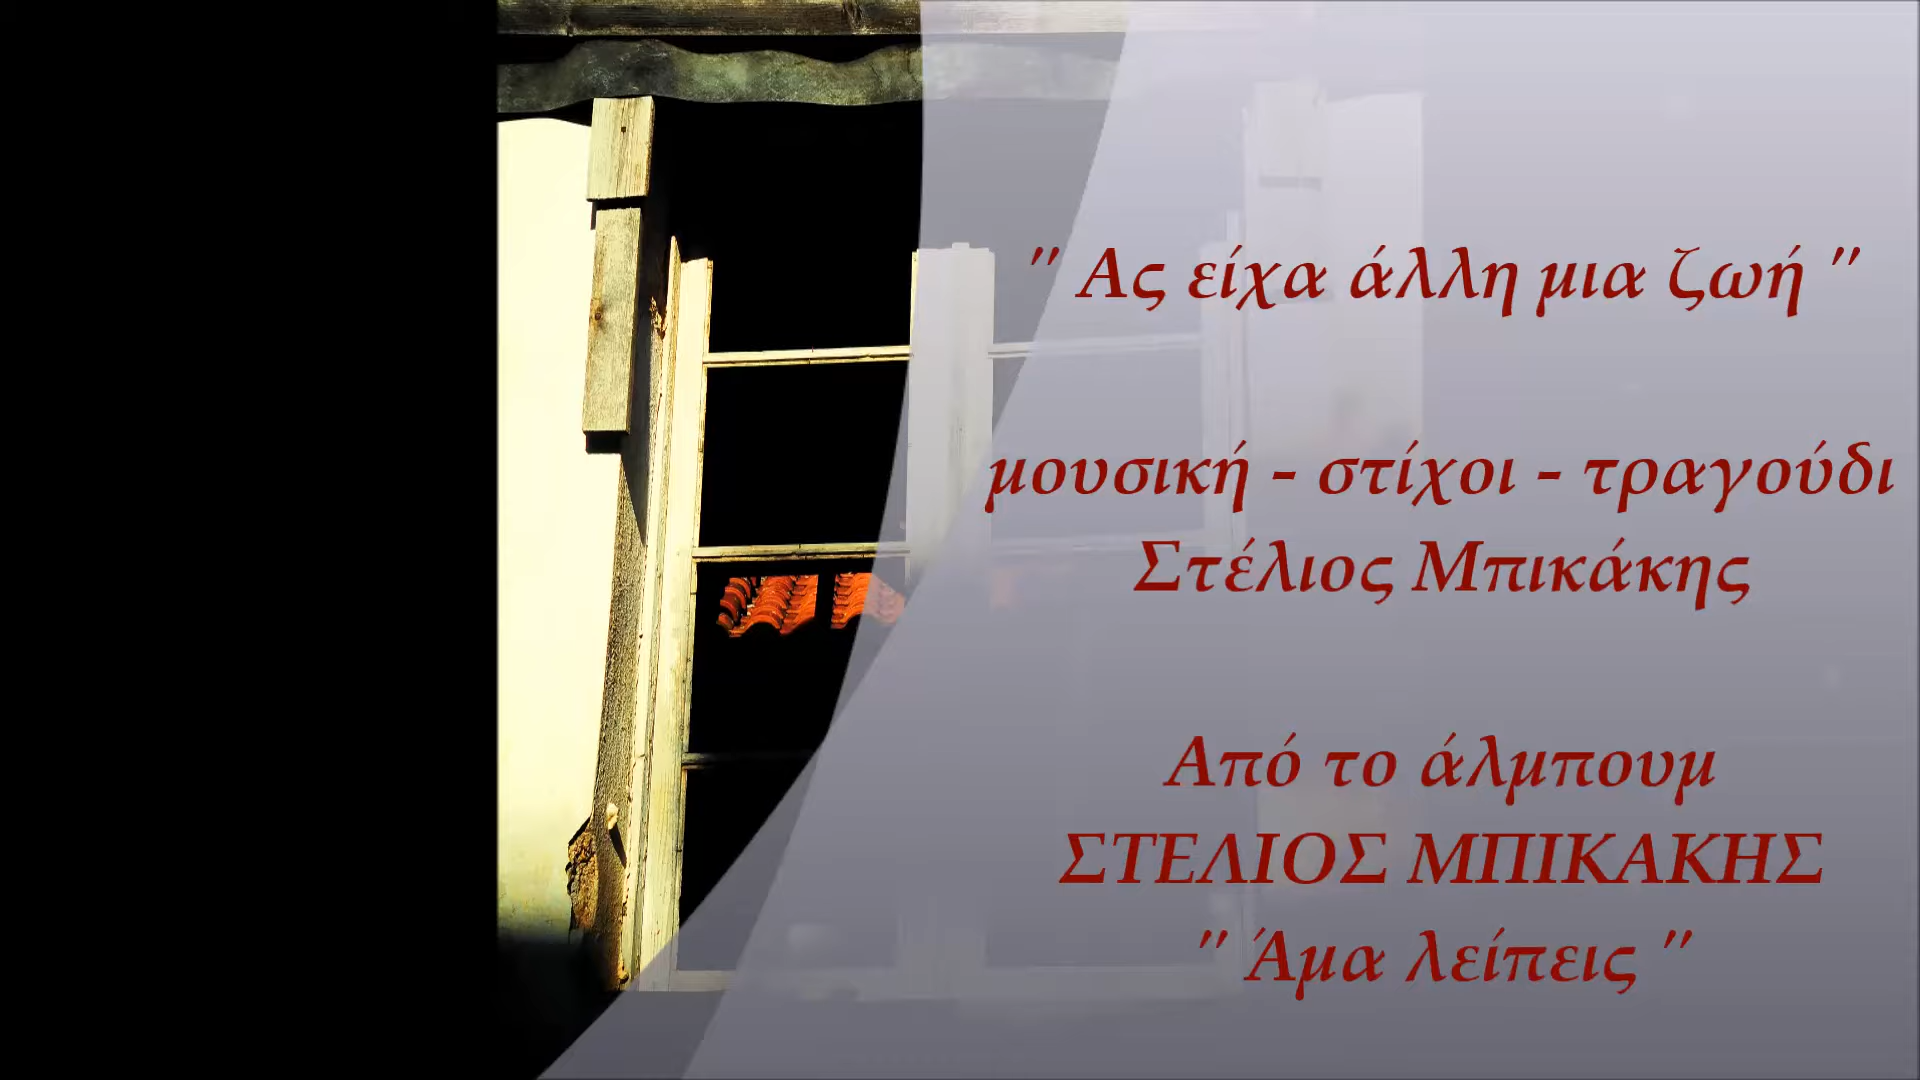 " Ας είχα άλλη μια ζωή "
μουσική - στίχοι - τραγούδι
Στέλιος Μπικάκης
Από το άλμπουμ
ΣΤΕΛΙΟΣ ΜΠΙΚΑΚΗΣ
" Άμα λείπεις "